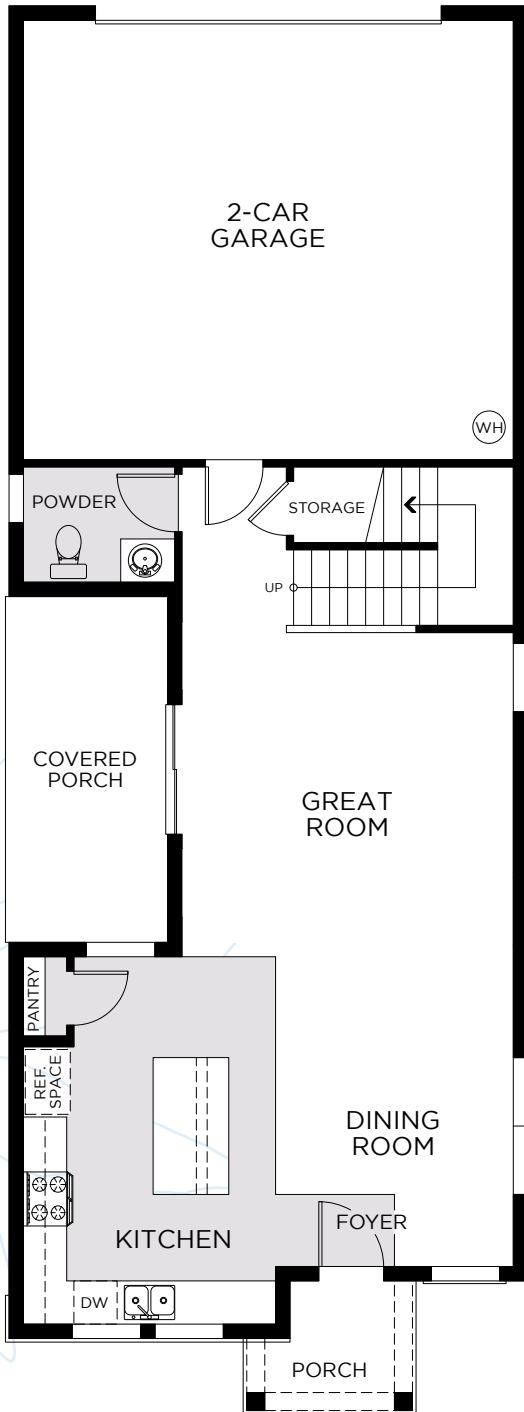 2-CAR
GARAGE
WH
POWDER
STORAGE
UP
COVERED
PORCH
GREAT
ROOM
PANTRY
REF.
SPACE
DINING
ROOM
FOYER
KITCHEN
DW
PORCH